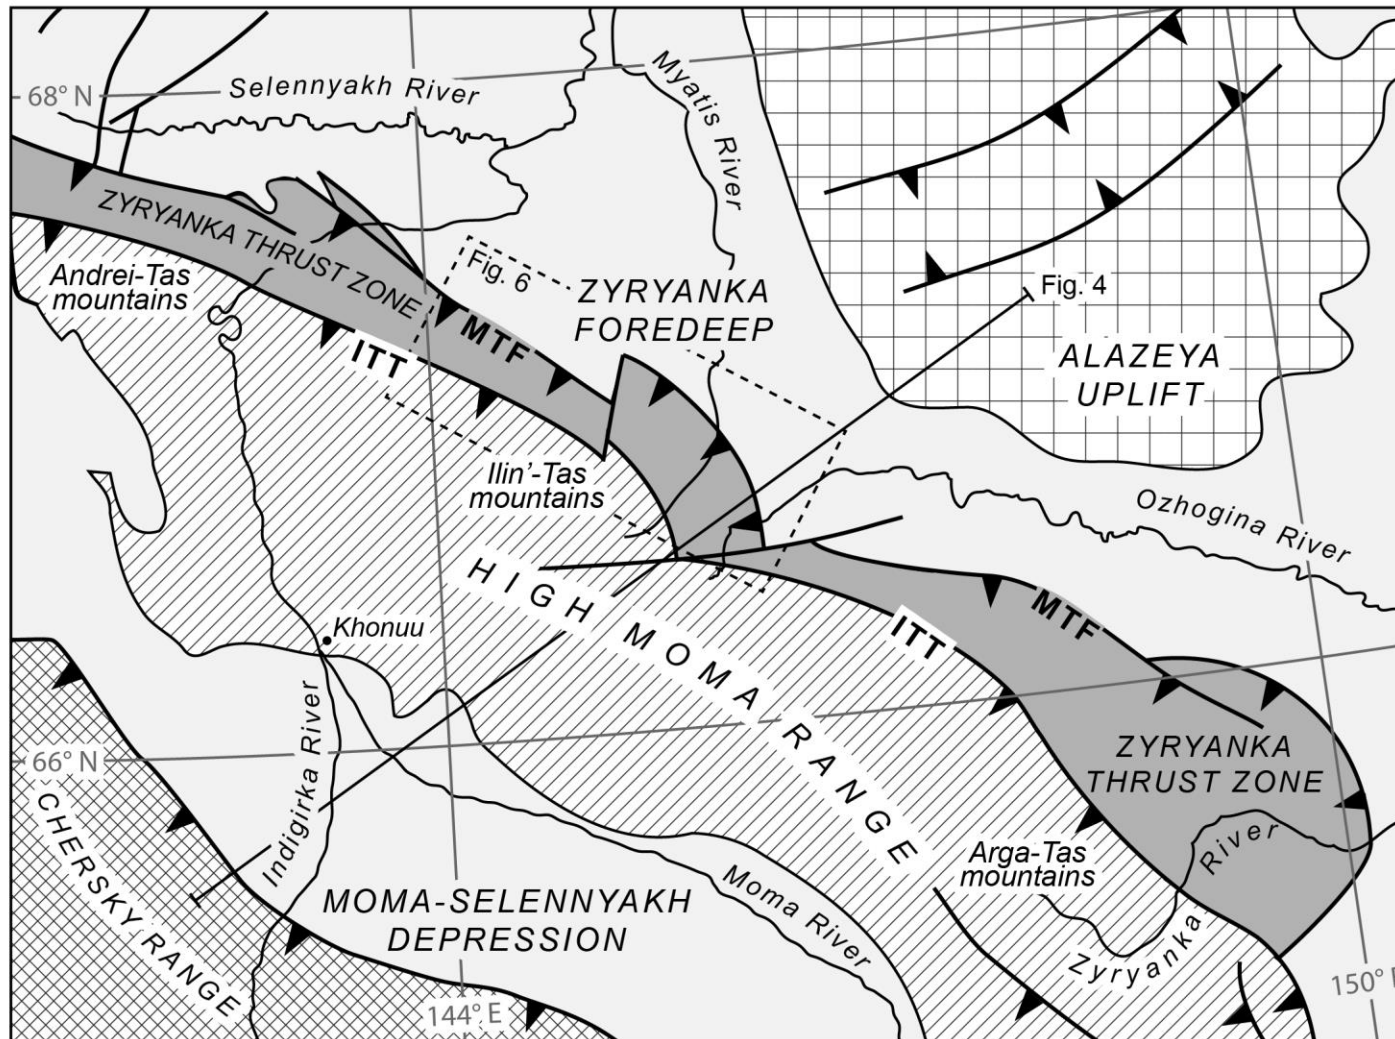 68° N
Selennyakh River
Myatis River
ZYRYANKA THRUST ZONE
Andrei-Tas
mountains
Fig. 6
ZYRYANKA
FOREDEEP
Fig. 4
MTF
ITT
ALAZEYA
UPLIFT
Ilin’-Tas
mountains
Ozhogina River
HIGH MOMA RANGE
MTF
ITT
Khonuu
Indigirka River
66° N
ZYRYANKA
THRUST ZONE
CHERSKY RANGE
Arga-Tas
mountains
Zyryanka River
Moma River
MOMA-SELENNYAKH
DEPRESSION
144° E
150° E